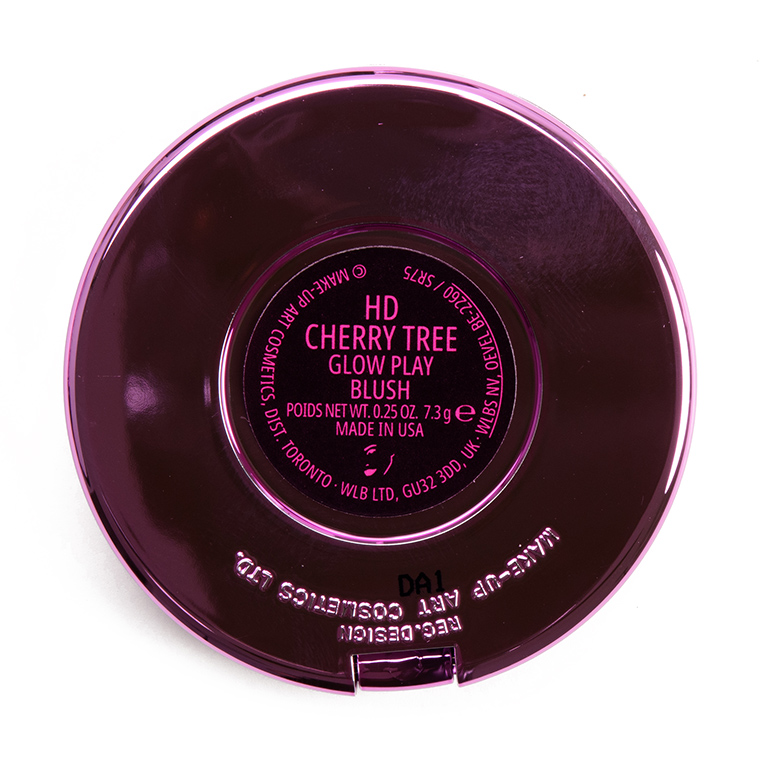 HD
CHERRY TREE
GLOW PLAY
BLUSH
POIDS NET WT. 0.25 OZ. 7.3 g ℮
MADE IN USA
© MAKE-UP ART COSMETICS, DIST. TORONTO · WLB LTD, GU32 3DD, UK · WLBS NV, OEVEL BE-2260 / SR75
DA1
MAKE-UP ART COSMETICS LTD.
REG. DESIGN